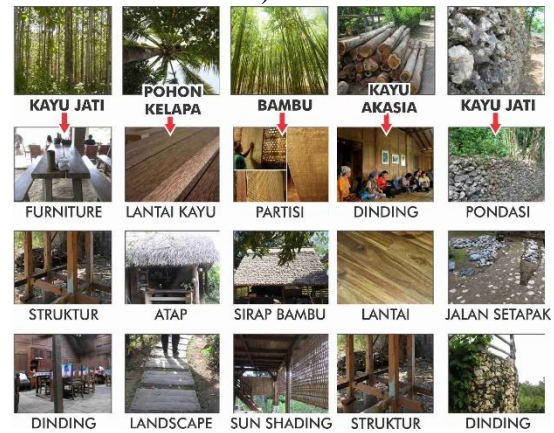 KAYU JATI
POHON
KELAPA
BAMBU
KAYU
AKASIA
KAYU JATI
FURNITURE
LANTAI KAYU
PARTISI
DINDING
PONDASI
STRUKTUR
ATAP
SIRAP BAMBU
LANTAI
JALAN SETAPAK
DINDING
LANDSCAPE
SUN SHADING
STRUKTUR
DINDING